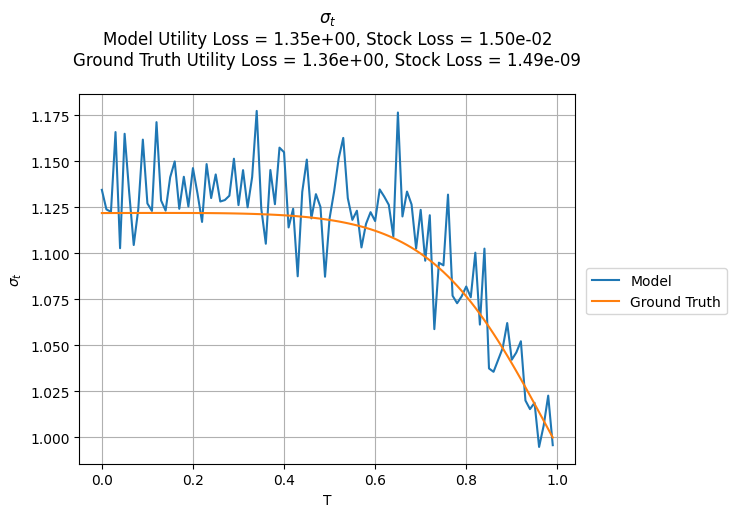 σt
Model Utility Loss = 1.35e+00, Stock Loss = 1.50e-02
Ground Truth Utility Loss = 1.36e+00, Stock Loss = 1.49e-09
1.175
1.150
1.125
1.100
1.075
1.050
1.025
1.000
σt
0.0 0.2 0.4 0.6 0.8 1.0
T
Model
Ground Truth